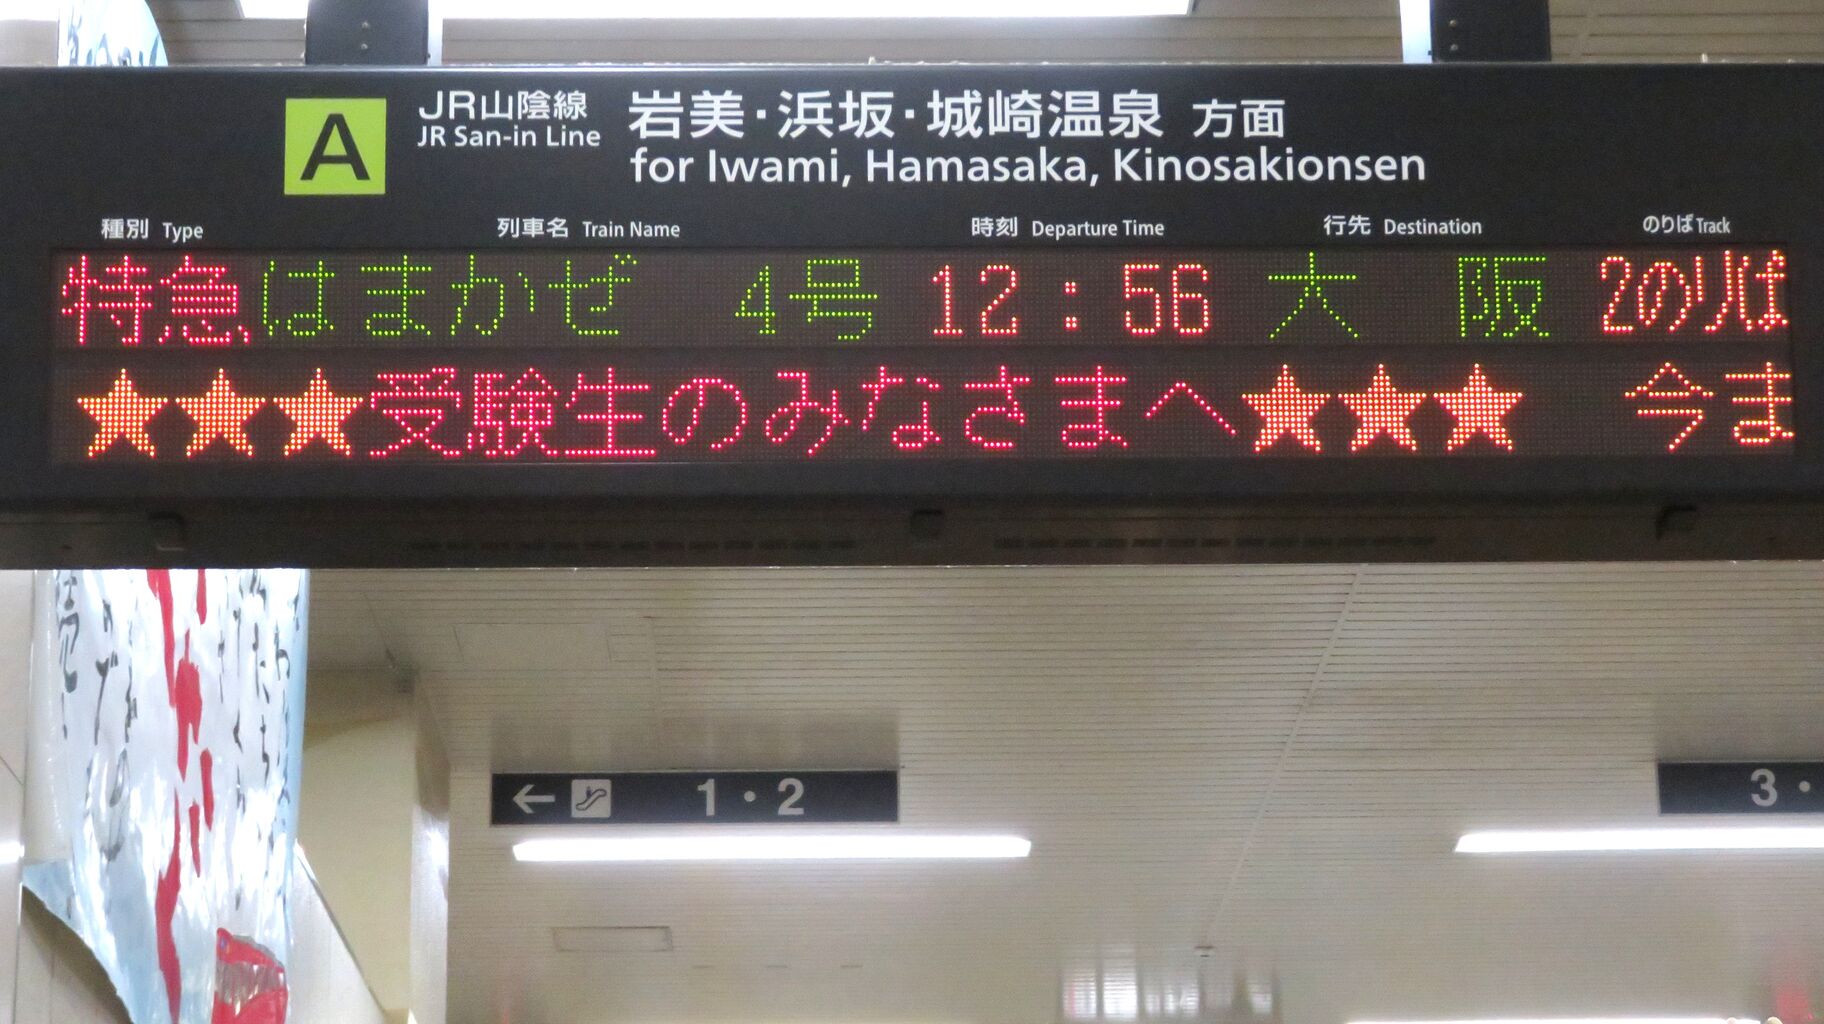 A JR山陰線 岩美・浜坂・城崎温泉 方面
JR San-in Line for Iwami, Hamasaka, Kinosakionsen
種別 Type 列車名 Train Name 時刻 Departure Time 行先 Destination のりば Track
特急 はまかぜ 4号 12:56 大 阪 2のりば
★★★受験生のみなさまへ★★★ 今ま
← 1・2
3・